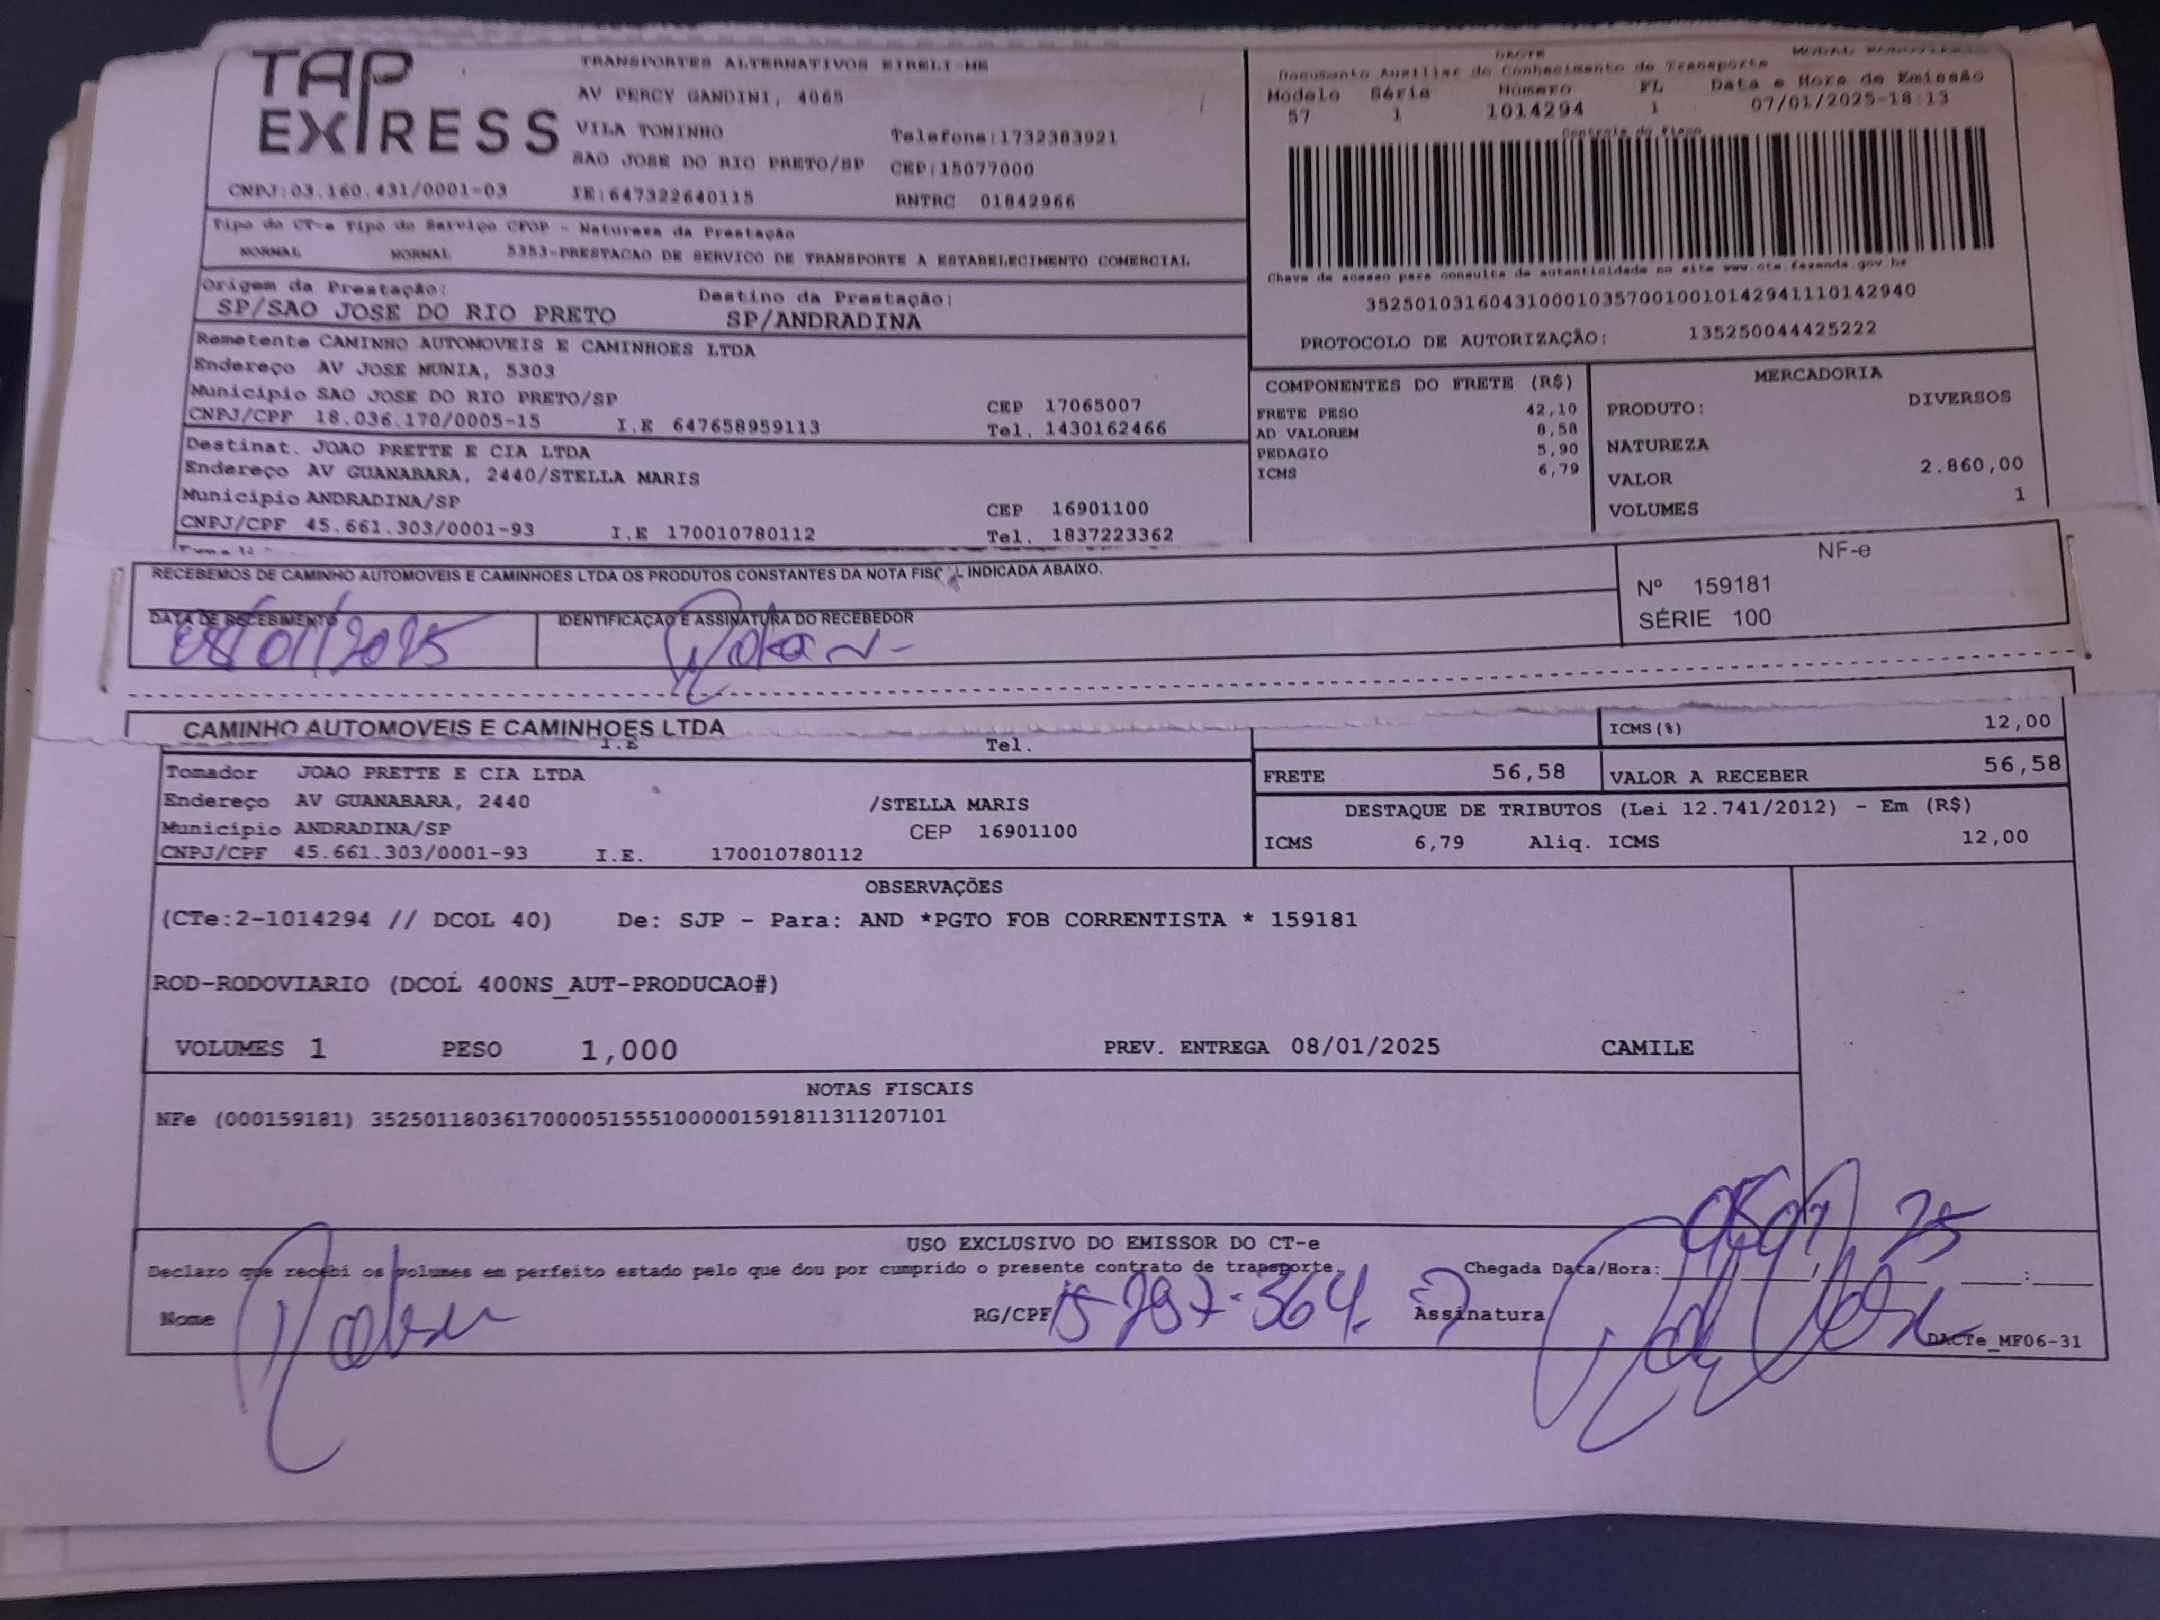 TAP EXPRESS
TRANSPORTES ALTERNATIVOS EIRELI-ME
AV PERCY GANDINI, 4065
VILA TONINHO Telefone:1732383921
SAO JOSE DO RIO PRETO/SP CEP:15077000
CNPJ:03.160.431/0001-03 IE:647322640115 RNTRC 01842966
DACTE MODAL RODOVIARIO
Documento Auxiliar do Conhecimento de Transporte
Modelo Série Número FL Data e Hora de Emissão
57 1 1014294 1 07/01/2025-18:13
Controle do Fisco
Chave de acesso para consulta de autenticidade no site www.cte.fazenda.gov.br
35250103160431000103570010010142941110142940
PROTOCOLO DE AUTORIZAÇÃO: 135250044425222
Tipo do CT-e Tipo do Serviço CFOP - Natureza da Prestação
NORMAL NORMAL 5353-PRESTACAO DE SERVICO DE TRANSPORTE A ESTABELECIMENTO COMERCIAL
Origem da Prestação: Destino da Prestação:
SP/SAO JOSE DO RIO PRETO SP/ANDRADINA
Remetente CAMINHO AUTOMOVEIS E CAMINHOES LTDA
Endereço AV JOSE MUNIA, 5303
Município SAO JOSE DO RIO PRETO/SP CEP 17065007
CNPJ/CPF 18.036.170/0005-15 I.E 647658959113 Tel. 1430162466
Destinat. JOAO PRETTE E CIA LTDA
Endereço AV GUANABARA, 2440/STELLA MARIS
Município ANDRADINA/SP CEP 16901100
CNPJ/CPF 45.661.303/0001-93 I.E 170010780112 Tel. 1837223362
COMPONENTES DO FRETE (R$)
FRETE PESO 42,10
AD VALOREM 8,58
PEDAGIO 5,90
ICMS 6,79
MERCADORIA
PRODUTO: DIVERSOS
NATUREZA
VALOR 2.860,00
VOLUMES 1
RECEBEMOS DE CAMINHO AUTOMOVEIS E CAMINHOES LTDA OS PRODUTOS CONSTANTES DA NOTA FISCAL INDICADA ABAIXO.
DATA DE RECEBIMENTO IDENTIFICAÇÃO E ASSINATURA DO RECEBEDOR
08/01/2025
NF-e
Nº 159181
SÉRIE 100
CAMINHO AUTOMOVEIS E CAMINHOES LTDA
I.E Tel.
ICMS(%) 12,00
FRETE 56,58 VALOR A RECEBER 56,58
Tomador JOAO PRETTE E CIA LTDA
Endereço AV GUANABARA, 2440 /STELLA MARIS
Município ANDRADINA/SP CEP 16901100
CNPJ/CPF 45.661.303/0001-93 I.E. 170010780112
DESTAQUE DE TRIBUTOS (Lei 12.741/2012) - Em (R$)
ICMS 6,79 Aliq. ICMS 12,00
OBSERVAÇÕES
(CTe:2-1014294 // DCOL 40) De: SJP - Para: AND *PGTO FOB CORRENTISTA * 159181
ROD-RODOVIARIO (DCOL 400NS_AUT-PRODUCAO#)
VOLUMES 1 PESO 1,000 PREV. ENTREGA 08/01/2025 CAMILE
NOTAS FISCAIS
NFe (000159181) 35250118036170000515551000001591811311207101
USO EXCLUSIVO DO EMISSOR DO CT-e
Declaro que recebi os volumes em perfeito estado pelo que dou por cumprido o presente contrato de transporte. Chegada Data/Hora:
Nome RG/CPF Assinatura
DACTe_MF06-31